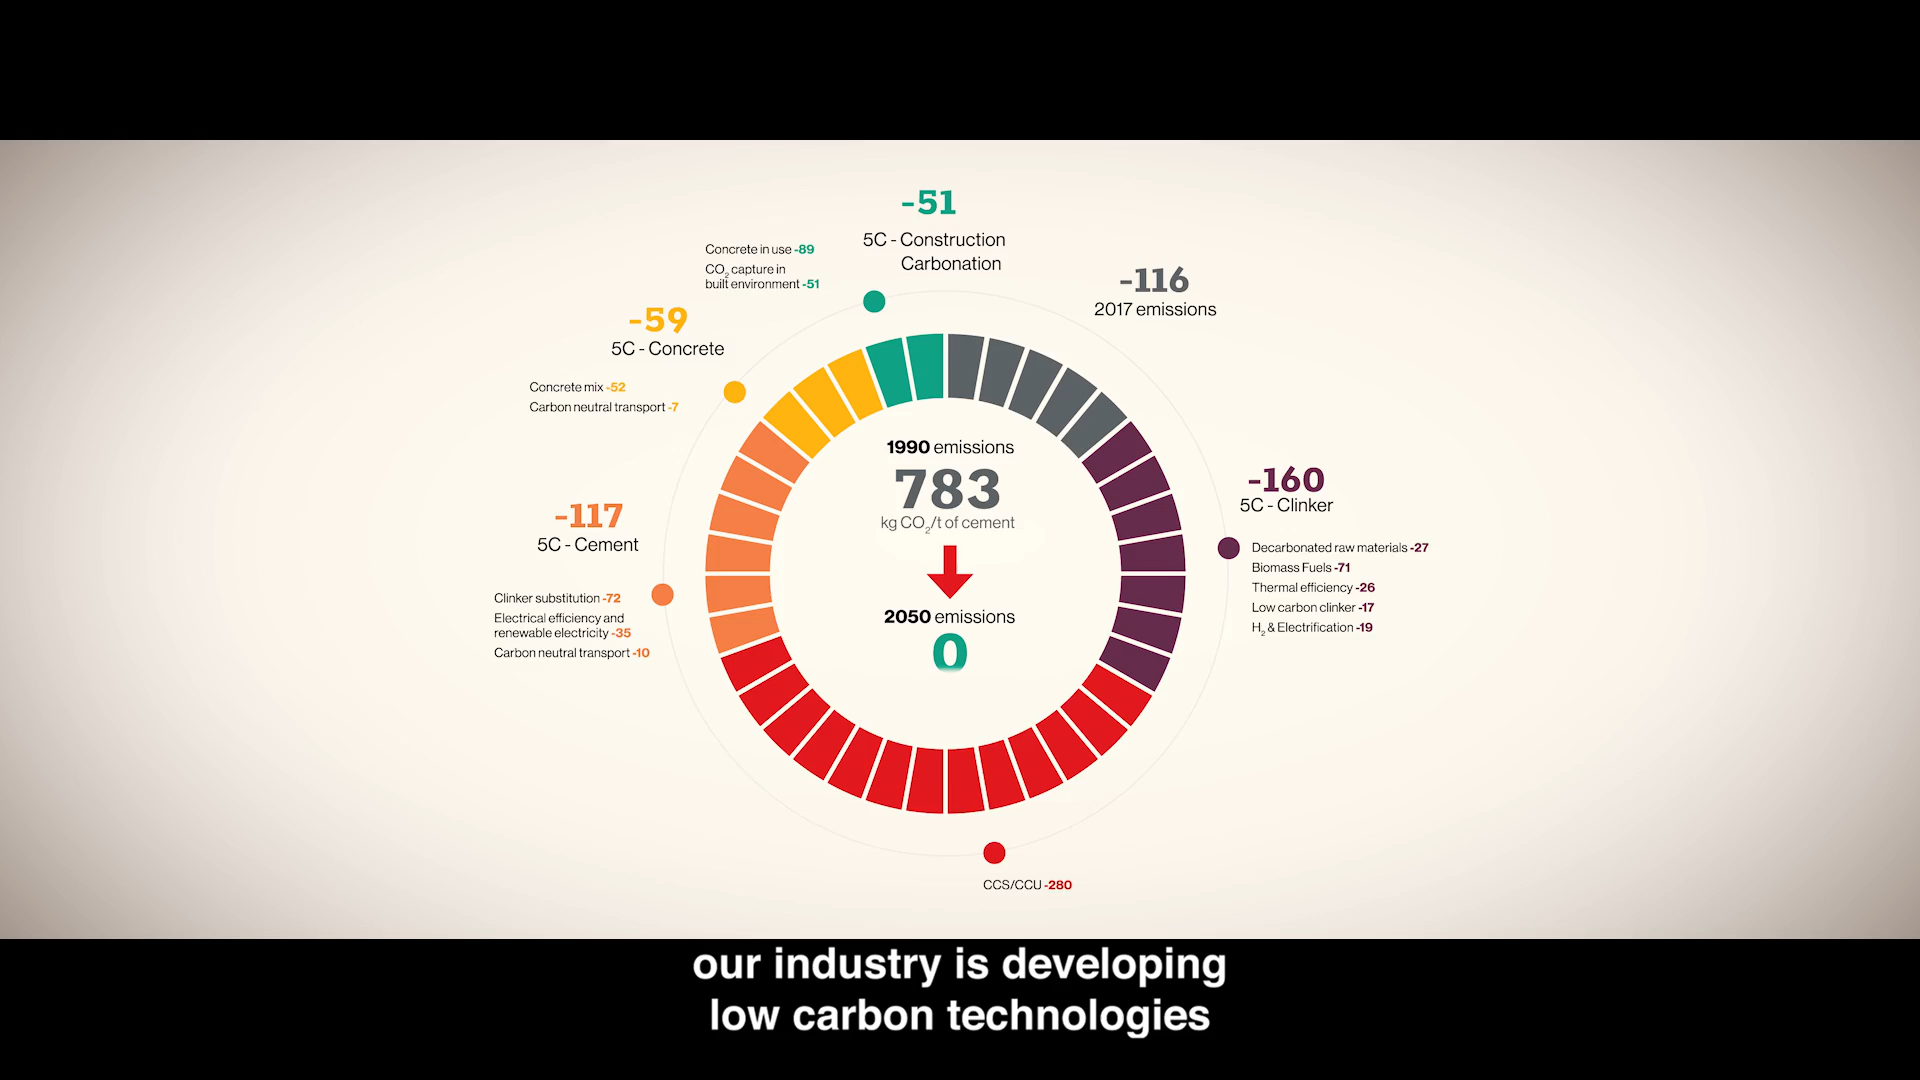 -51
5C - Construction
Carbonation
Concrete in use -89
CO₂ capture in
built environment -51
-116
2017 emissions
-59
5C - Concrete
Concrete mix -52
Carbon neutral transport -7
1990 emissions
783
kg CO₂/t of cement
2050 emissions
0
-160
5C - Clinker
Decarbonated raw materials -27
Biomass Fuels -71
Thermal efficiency -26
Low carbon clinker -17
H₂ & Electrification -19
-117
5C - Cement
Clinker substitution -72
Electrical efficiency and
renewable electricity -35
Carbon neutral transport -10
CCS/CCU -280
our industry is developing
low carbon technologies